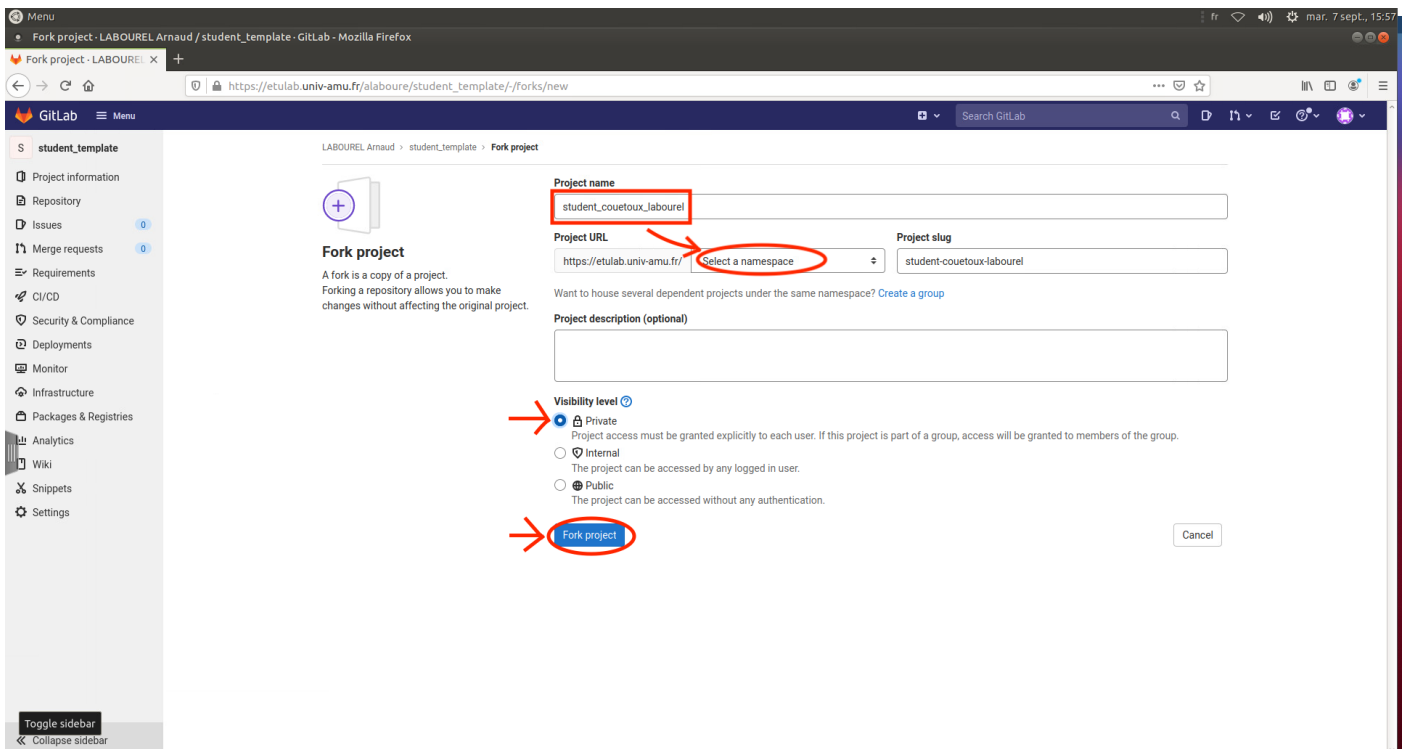 Menu
fr
mar. 7 sept., 15:57
Fork project · LABOUREL Arnaud / student_template · GitLab - Mozilla Firefox
Fork project · LABOUREL
https://etulab.univ-amu.fr/alaboure/student_template/-/forks/new
GitLab
Menu
Search GitLab
S student_template
Project information
Repository
Issues 0
Merge requests 0
Requirements
CI/CD
Security & Compliance
Deployments
Monitor
Infrastructure
Packages & Registries
Analytics
Wiki
Snippets
Settings
Toggle sidebar
Collapse sidebar
LABOUREL Arnaud > student_template > Fork project
Fork project
A fork is a copy of a project.
Forking a repository allows you to make
changes without affecting the original project.
Project name
student_couetoux_labourel
Project URL
Project slug
https://etulab.univ-amu.fr/
Select a namespace
student-couetoux-labourel
Want to house several dependent projects under the same namespace? Create a group
Project description (optional)
Visibility level
Private
Project access must be granted explicitly to each user. If this project is part of a group, access will be granted to members of the group.
Internal
The project can be accessed by any logged in user.
Public
The project can be accessed without any authentication.
Fork project
Cancel